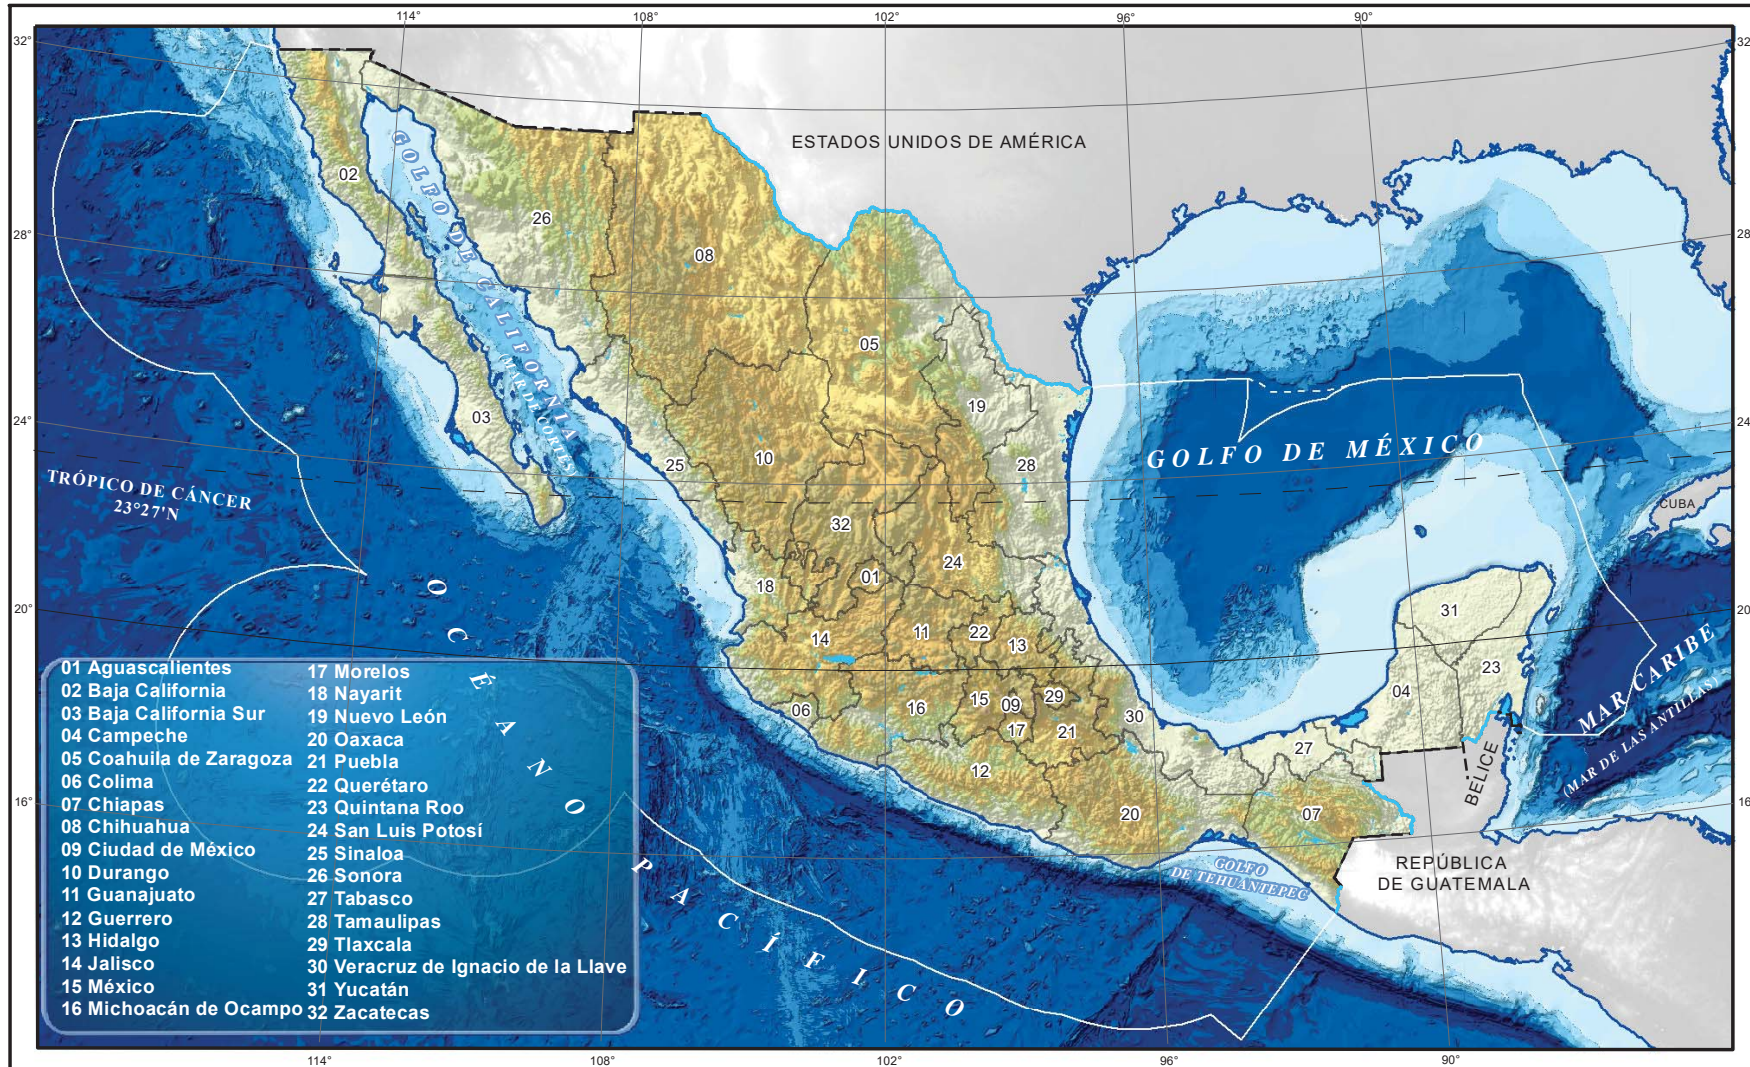 114°
108°
102°
96°
90°
32°
32°
ESTADOS UNIDOS DE AMÉRICA
02
26
08
28°
28°
GOLFO DE CALIFORNIA
(MAR DE CORTÉS)
05
19
03
24°
24°
10
25
28
GOLFO DE MÉXICO
TRÓPICO DE CÁNCER
23°27'N
CUBA
32
24
01
18
20°
20°
31
11
22
13
14
23
04
MAR CARIBE
(MAR DE LAS ANTILLAS)
06
16
15
09
29
17
21
30
27
12
BELICE
16°
16°
20
07
GOLFO
DE TEHUANTEPEC
REPÚBLICA
DE GUATEMALA
OCÉANO PACÍFICO
01 Aguascalientes
02 Baja California
03 Baja California Sur
04 Campeche
05 Coahuila de Zaragoza
06 Colima
07 Chiapas
08 Chihuahua
09 Ciudad de México
10 Durango
11 Guanajuato
12 Guerrero
13 Hidalgo
14 Jalisco
15 México
16 Michoacán de Ocampo
17 Morelos
18 Nayarit
19 Nuevo León
20 Oaxaca
21 Puebla
22 Querétaro
23 Quintana Roo
24 San Luis Potosí
25 Sinaloa
26 Sonora
27 Tabasco
28 Tamaulipas
29 Tlaxcala
30 Veracruz de Ignacio de la Llave
31 Yucatán
32 Zacatecas
114°
108°
102°
96°
90°